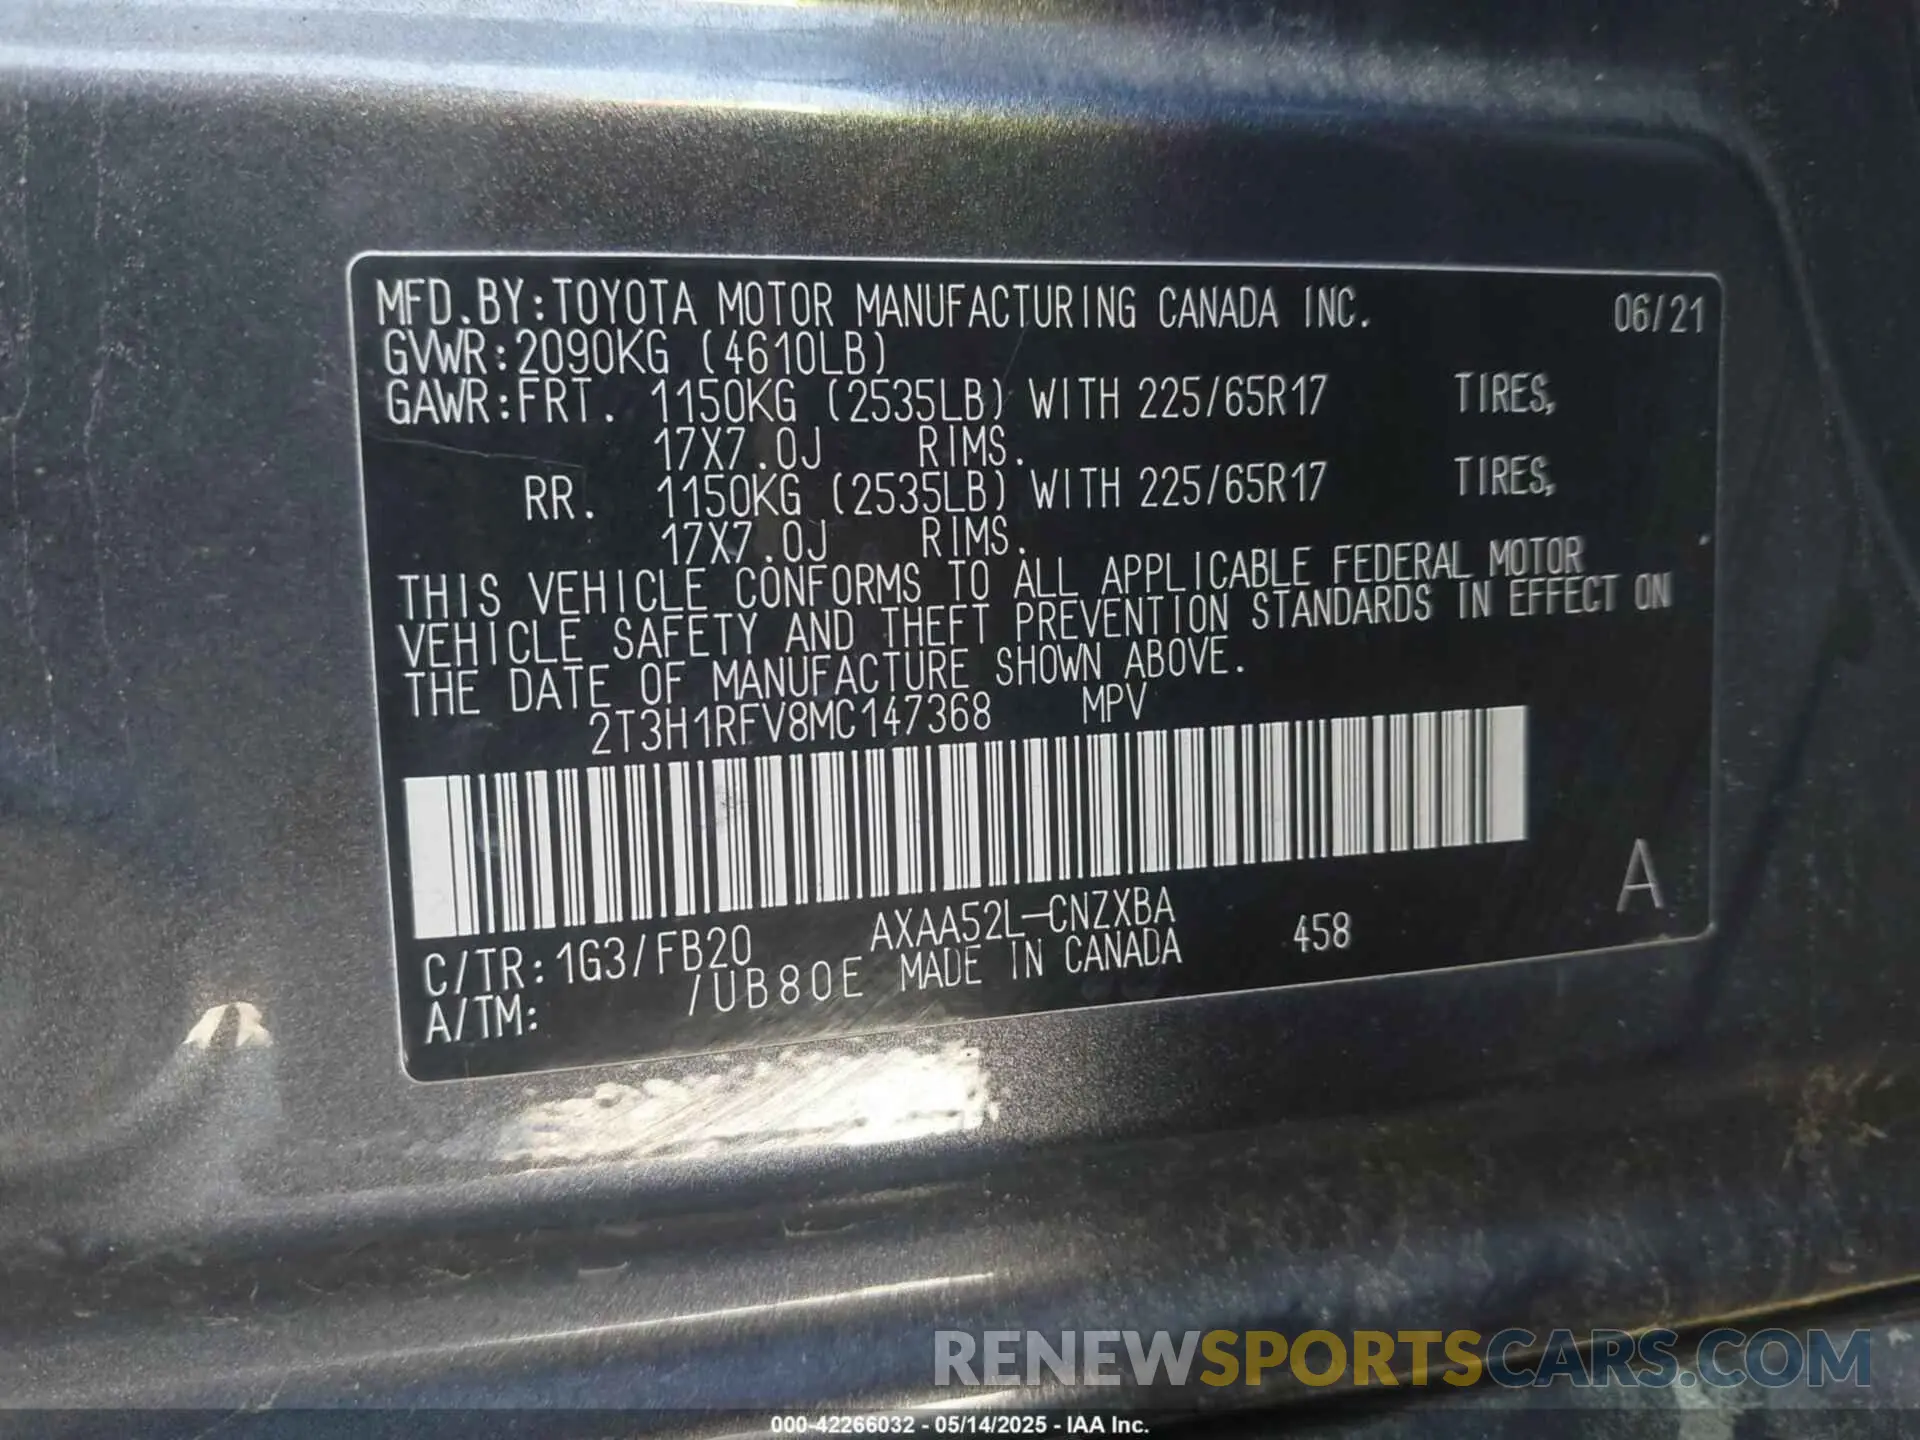 MFD.BY:TOYOTA MOTOR MANUFACTURING CANADA INC. 06/21
GVWR:2090KG (4610LB)
GAWR:FRT. 1150KG (2535LB) WITH 225/65R17 TIRES,
17X7.0J RIMS.
RR. 1150KG (2535LB) WITH 225/65R17 TIRES,
17X7.0J RIMS.
THIS VEHICLE CONFORMS TO ALL APPLICABLE FEDERAL MOTOR
VEHICLE SAFETY AND THEFT PREVENTION STANDARDS IN EFFECT ON
THE DATE OF MANUFACTURE SHOWN ABOVE.
2T3H1RFV8MC147368 MPV
A
C/TR:1G3/FB20 AXAA52L-CNZXBA 458
A/TM: /UB80E MADE IN CANADA
RENEWSPORTSCARS.COM
000-42266032 - 05/14/2025 - IAA Inc.